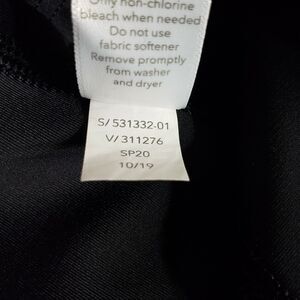 Only non-chlorine
bleach when needed
Do not use
fabric softener
Remove promptly
from washer
and dryer
S/ 531332-01
V/ 311276
SP20
10/19